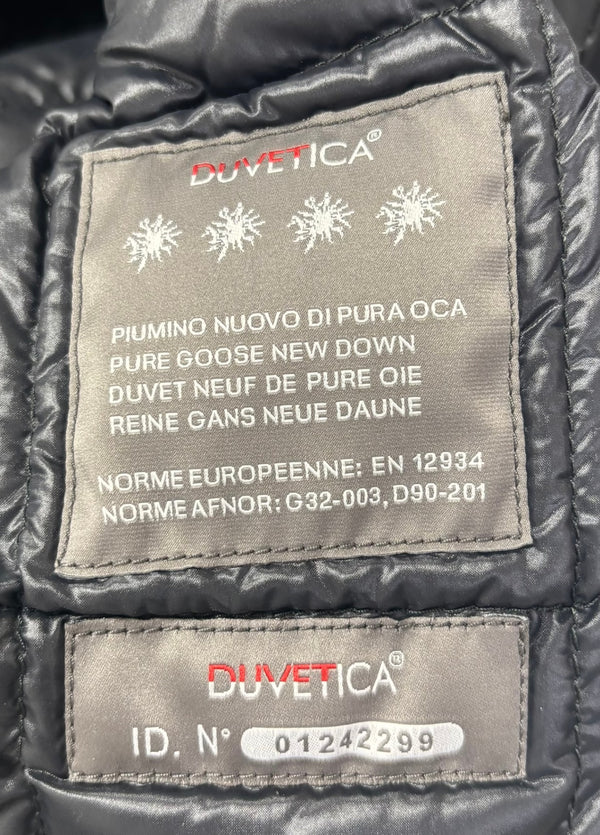 DUVETICA®
PIUMINO NUOVO DI PURA OCA
PURE GOOSE NEW DOWN
DUVET NEUF DE PURE OIE
REINE GANS NEUE DAUNE
NORME EUROPEENNE: EN 12934
NORME AFNOR: G32-003, D90-201
DUVETICA®
ID. N° 01242299